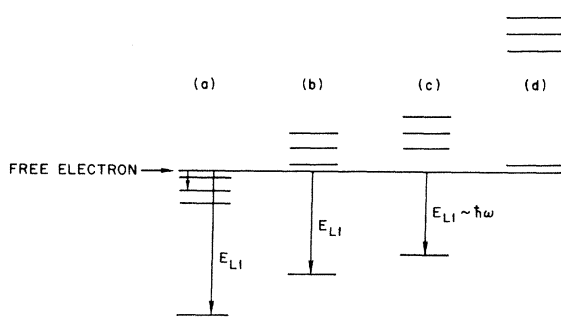 (a) (b) (c) (d)
FREE ELECTRON
E_L1 E_L1 E_L1 ~ ħω